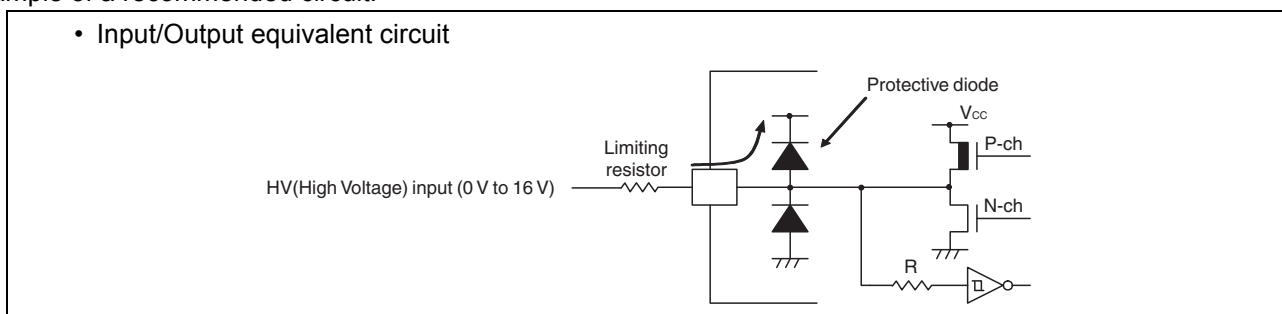 • Input/Output equivalent circuit
Protective diode
Vcc
P-ch
Limiting
resistor
HV(High Voltage) input (0 V to 16 V)
N-ch
R